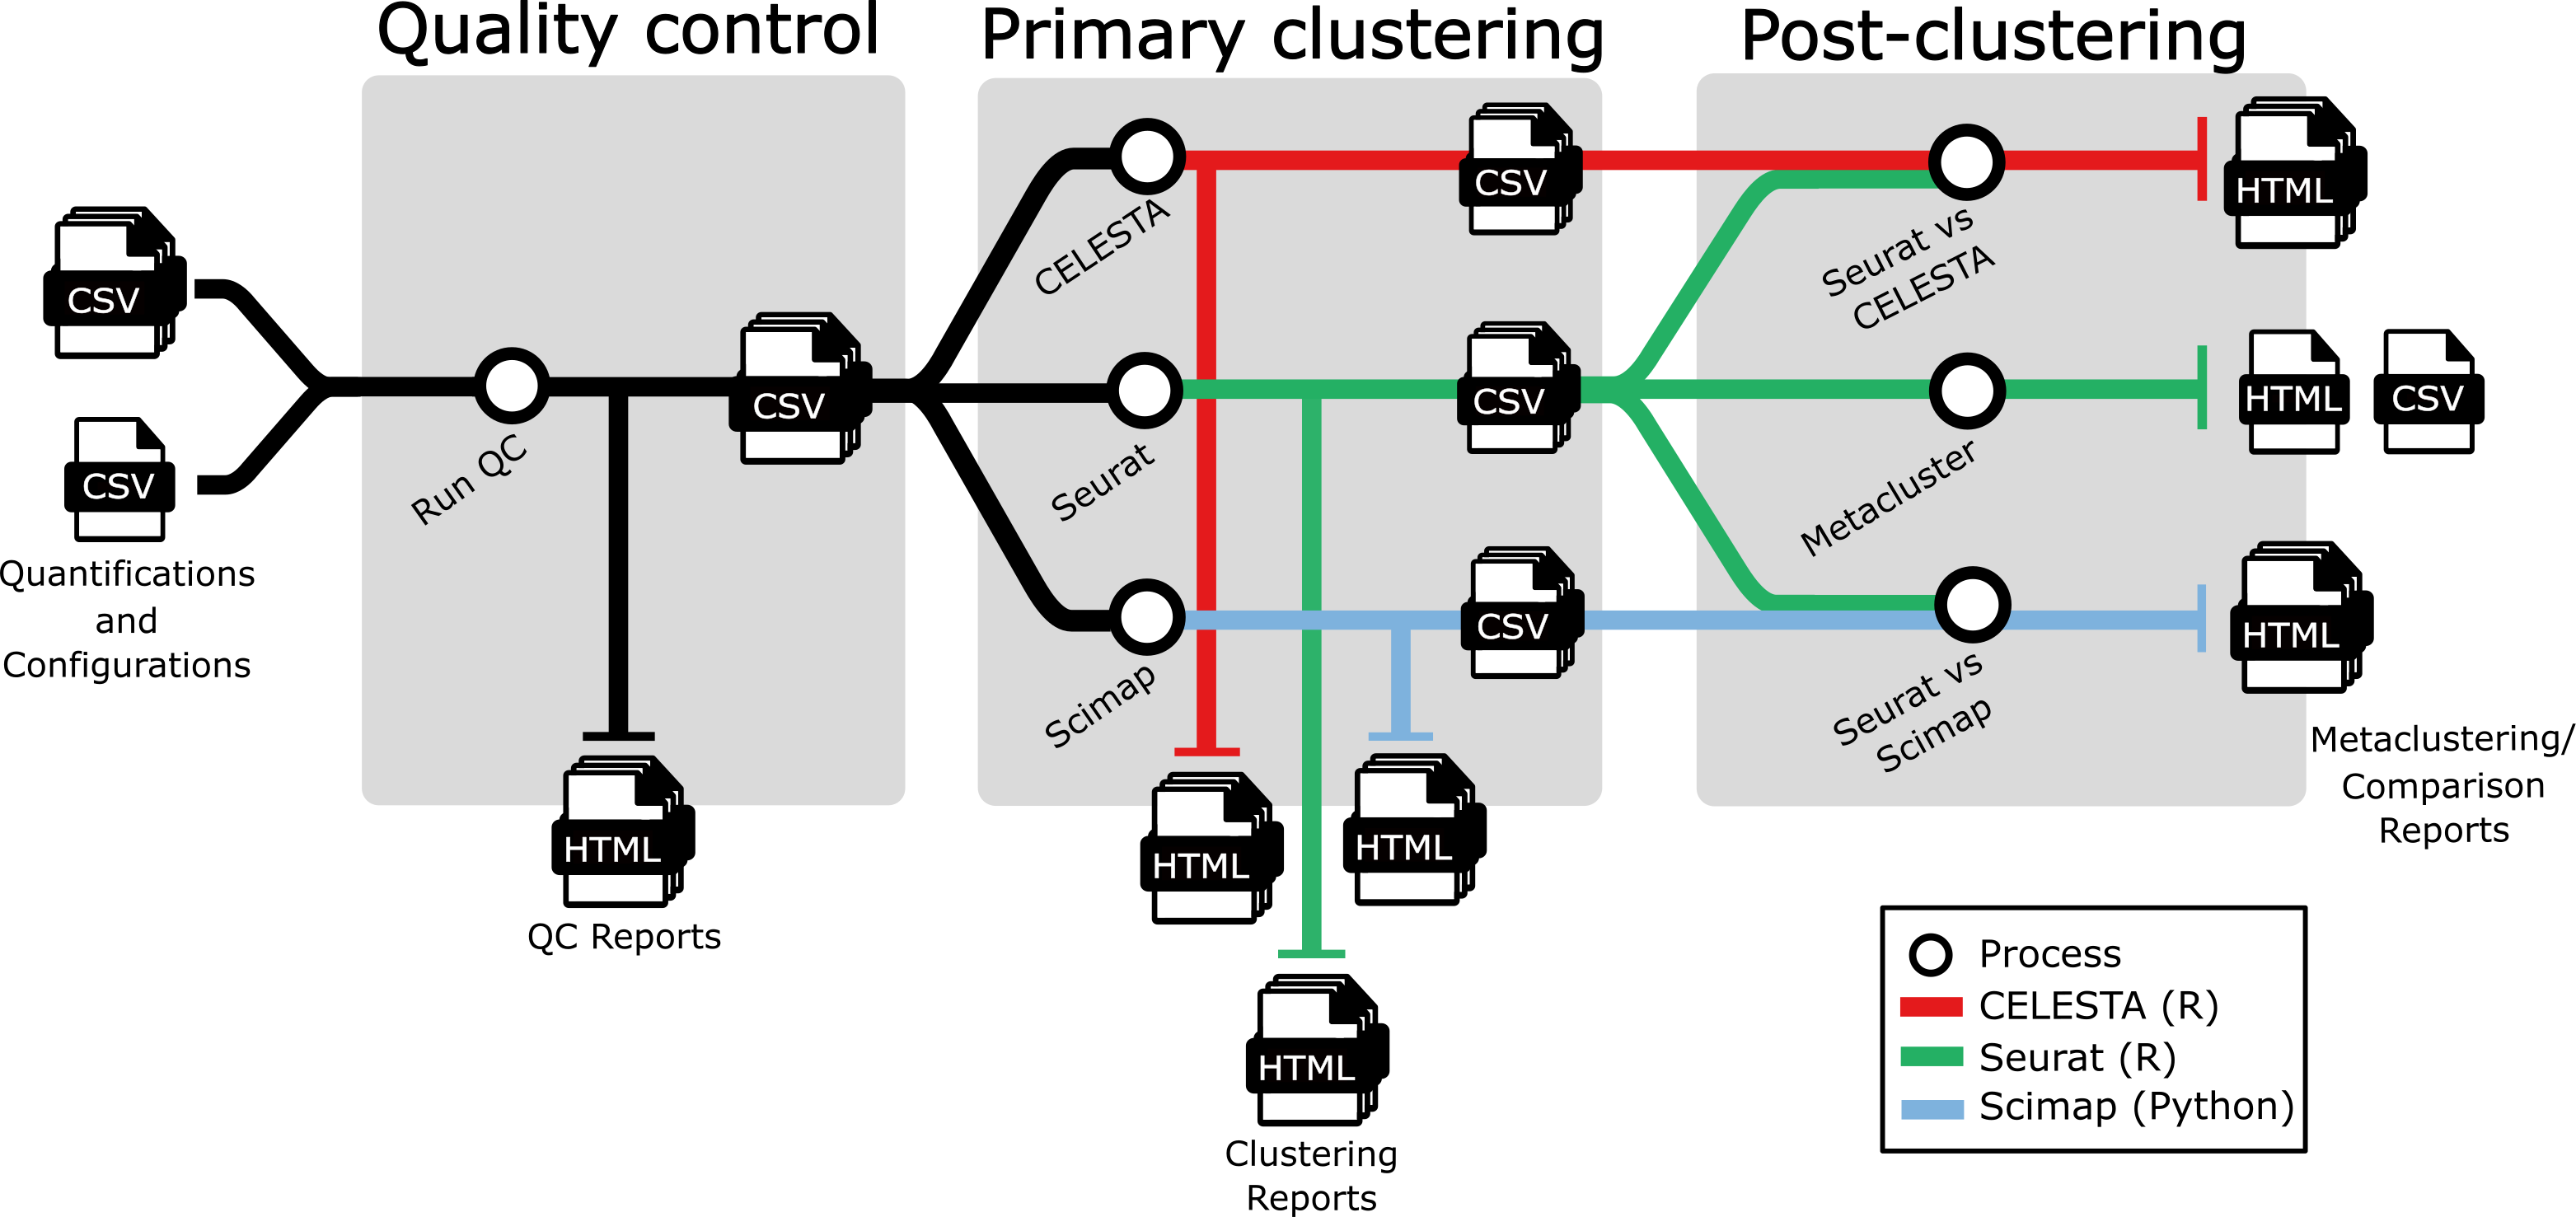 Quality control
Primary clustering
Post-clustering
CSV
CSV
Quantifications
and
Configurations
Run QC
CSV
HTML
QC Reports
CELESTA
Seurat
Scimap
CSV
CSV
CSV
HTML
HTML
HTML
Clustering
Reports
Seurat vs
CELESTA
Metacluster
Seurat vs
Scimap
HTML
HTML
CSV
HTML
Metaclustering/
Comparison
Reports
Process
CELESTA (R)
Seurat (R)
Scimap (Python)